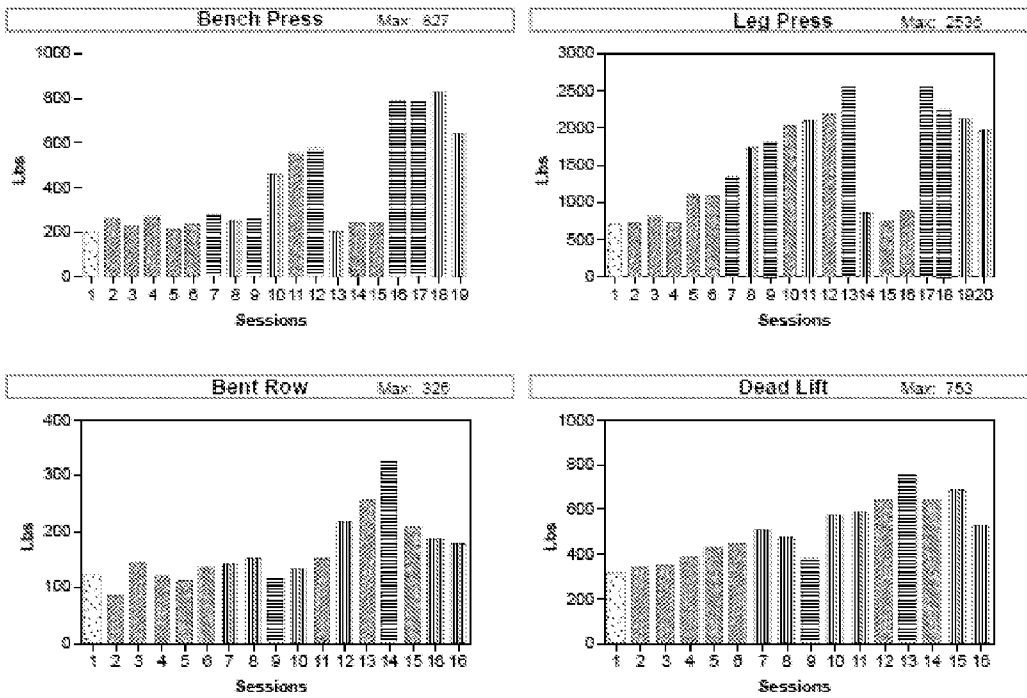 Bench Press Max: 827
1000
800
600
400
200
0
Lbs
1 2 3 4 5 6 7 8 9 10 11 12 13 14 15 16 17 18 19
Sessions
Leg Press Max: 2536
3000
2500
2000
1500
1000
500
0
Lbs
1 2 3 4 5 6 7 8 9 10 11 12 13 14 15 16 17 18 19 20
Sessions
Bent Row Max: 326
400
300
200
100
0
Lbs
1 2 3 4 5 6 7 8 9 10 11 12 13 14 15 16 16
Sessions
Dead Lift Max: 753
1000
800
600
400
200
0
Lbs
1 2 3 4 5 6 7 8 9 10 11 12 13 14 15 16
Sessions